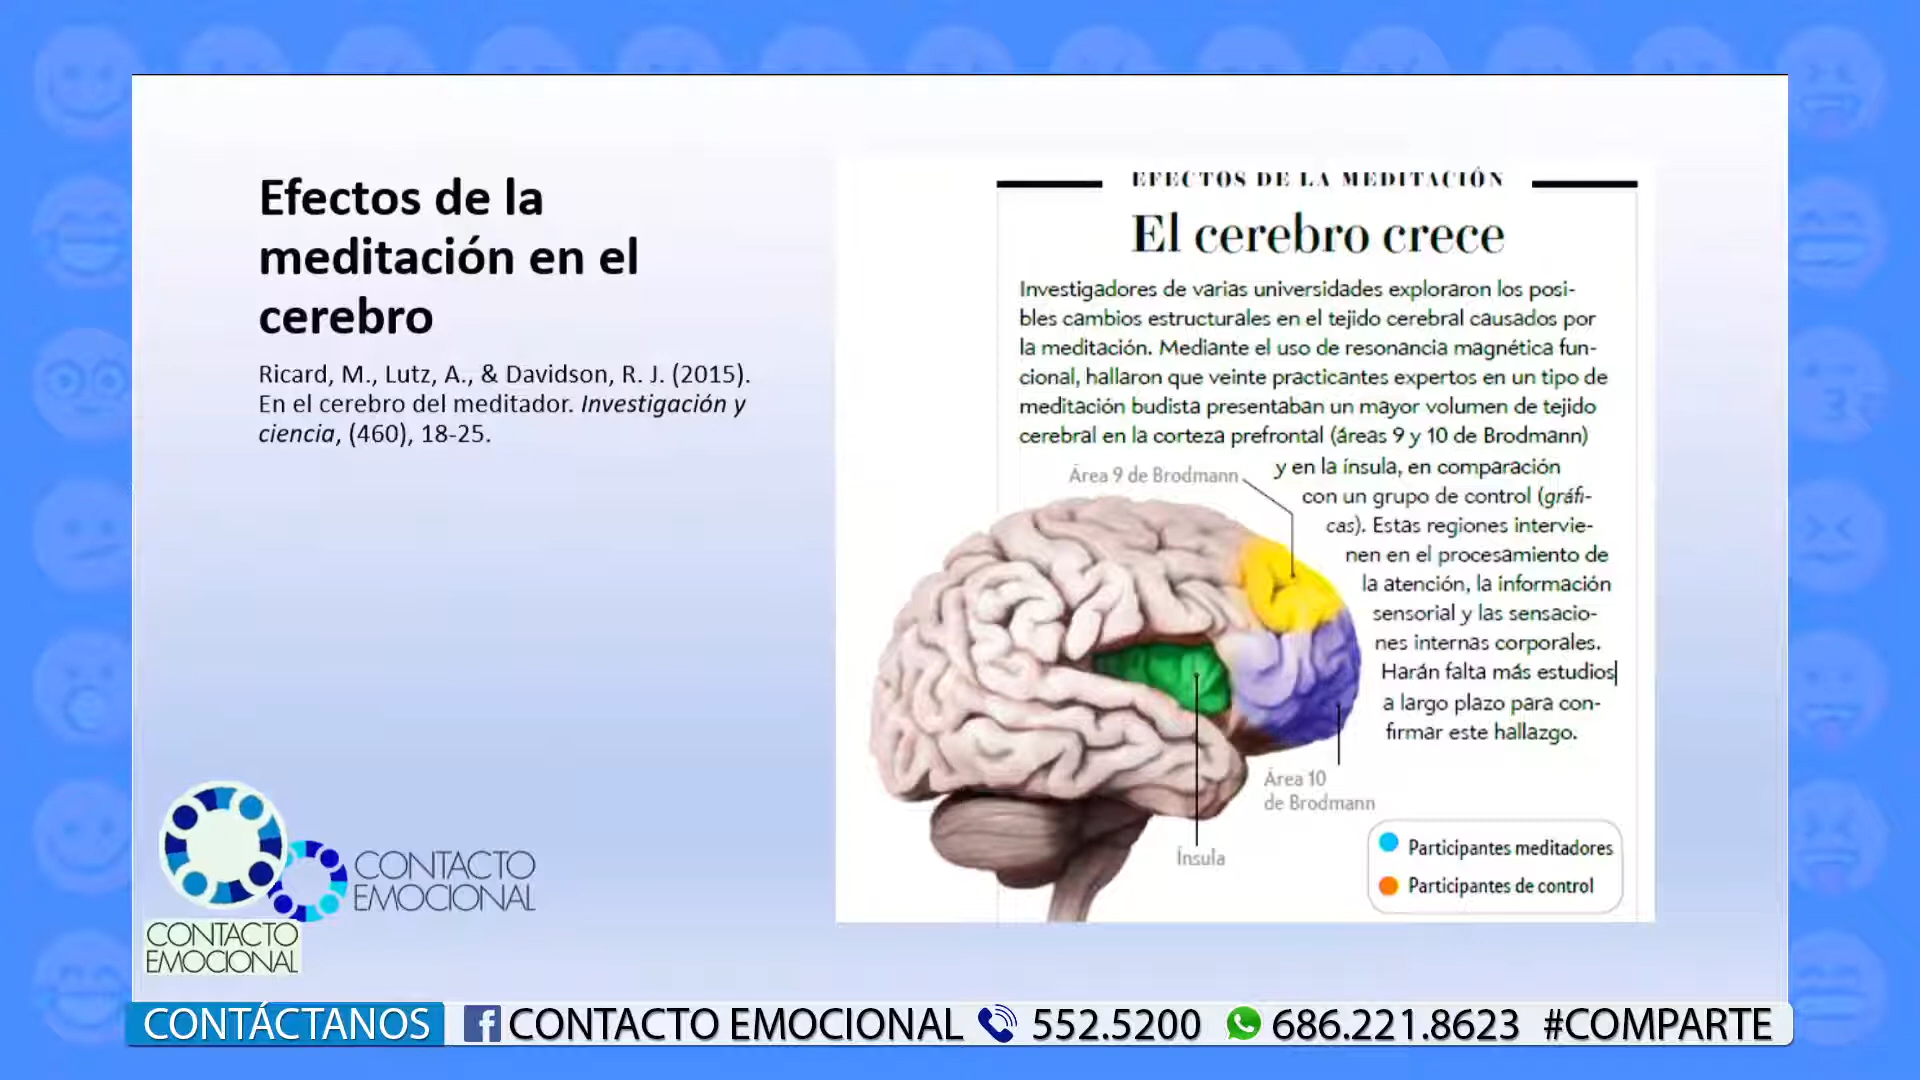 Efectos de la
meditación en el
cerebro
Ricard, M., Lutz, A., & Davidson, R. J. (2015).
En el cerebro del meditador. Investigación y
ciencia, (460), 18-25.
EFECTOS DE LA MEDITACIÓN
El cerebro crece
Investigadores de varias universidades exploraron los posi-
bles cambios estructurales en el tejido cerebral causados por
la meditación. Mediante el uso de resonancia magnética fun-
cional, hallaron que veinte practicantes expertos en un tipo de
meditación budista presentaban un mayor volumen de tejido
cerebral en la corteza prefrontal (áreas 9 y 10 de Brodmann)
y en la ínsula, en comparación
con un grupo de control (gráfi-
cas). Estas regiones intervie-
nen en el procesamiento de
la atención, la información
sensorial y las sensacio-
nes internas corporales.
Harán falta más estudios
a largo plazo para con-
firmar este hallazgo.
Área 9 de Brodmann
Área 10
de Brodmann
Ínsula
Participantes meditadores
Participantes de control
CONTACTO
EMOCIONAL
CONTACTO
EMOCIONAL
CONTÁCTANOS CONTACTO EMOCIONAL 552.5200 686.221.8623 #COMPARTE